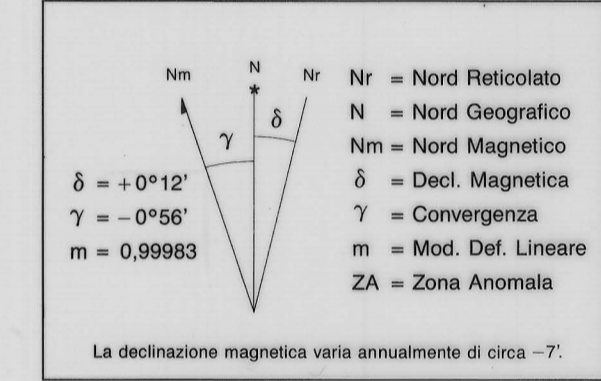 Nm N Nr
*
γ δ
δ = +0°12'
γ = −0°56'
m = 0,99983
Nr = Nord Reticolato
N = Nord Geografico
Nm = Nord Magnetico
δ = Decl. Magnetica
γ = Convergenza
m = Mod. Def. Lineare
ZA = Zona Anomala
La declinazione magnetica varia annualmente di circa −7'.